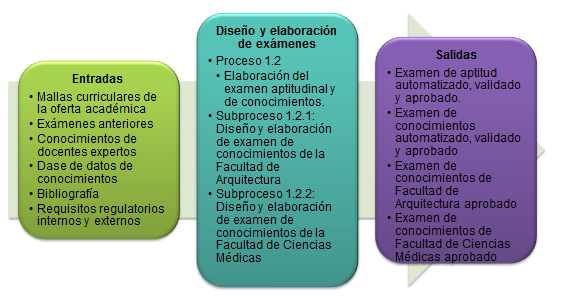 Entradas
• Mallas curriculares de
la oferta académica
• Exámenes anteriores
• Conocimientos de
docentes expertos
• Dase de datos de
conocimientos
• Bibliografía
• Requisitos regulatorios
internos y externos
Diseño y elaboración
de exámenes
• Proceso 1.2
• Elaboración del
examen aptitudinal y
de conocimientos.
• Subproceso 1.2.1:
Diseño y elaboración
de examen de
conocimientos de la
Facultad de
Arquitectura
• Subproceso 1.2.2:
Diseño y elaboración
de examen de
conocimientos de la
Facultad de Ciencias
Médicas
Salidas
• Examen de aptitud
automatizado, validado
y aprobado.
• Examen de
conocimientos
automatizado, validado
y aprobado
• Examen de
conocimientos de
Facultad de
Arquitectura aprobado
• Examen de
conocimientos de
Facultad de Ciencias
Médicas aprobado